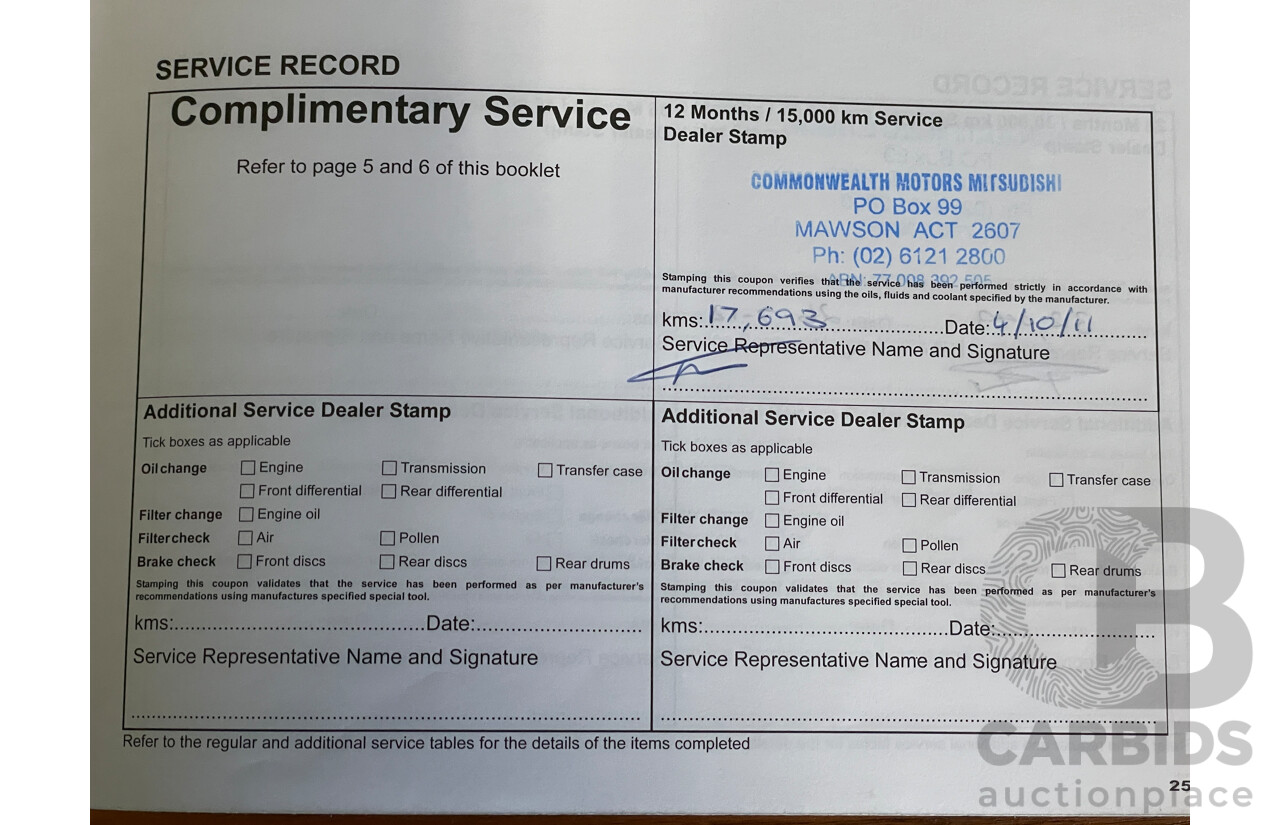 SERVICE RECORD
Complimentary Service
Refer to page 5 and 6 of this booklet
12 Months / 15,000 km Service
Dealer Stamp
COMMONWEALTH MOTORS MITSUBISHI
PO Box 99
MAWSON ACT 2607
Ph: (02) 6121 2800
ABN: 77 008 392 505
Stamping this coupon verifies that the service has been performed strictly in accordance with
manufacturer recommendations using the oils, fluids and coolant specified by the manufacturer.
kms: 17,693 Date: 4/10/11
Service Representative Name and Signature
Additional Service Dealer Stamp
Tick boxes as applicable
Oil change Engine Transmission Transfer case
Front differential Rear differential
Filter change Engine oil
Filter check Air Pollen
Brake check Front discs Rear discs Rear drums
Stamping this coupon validates that the service has been performed as per manufacturer's
recommendations using manufactures specified special tool.
kms: Date:
Service Representative Name and Signature
Additional Service Dealer Stamp
Tick boxes as applicable
Oil change Engine Transmission Transfer case
Front differential Rear differential
Filter change Engine oil
Filter check Air Pollen
Brake check Front discs Rear discs Rear drums
Stamping this coupon validates that the service has been performed as per manufacturer's
recommendations using manufactures specified special tool.
kms: Date:
Service Representative Name and Signature
Refer to the regular and additional service tables for the details of the items completed
25
CB
CARBIDS
auctionplace